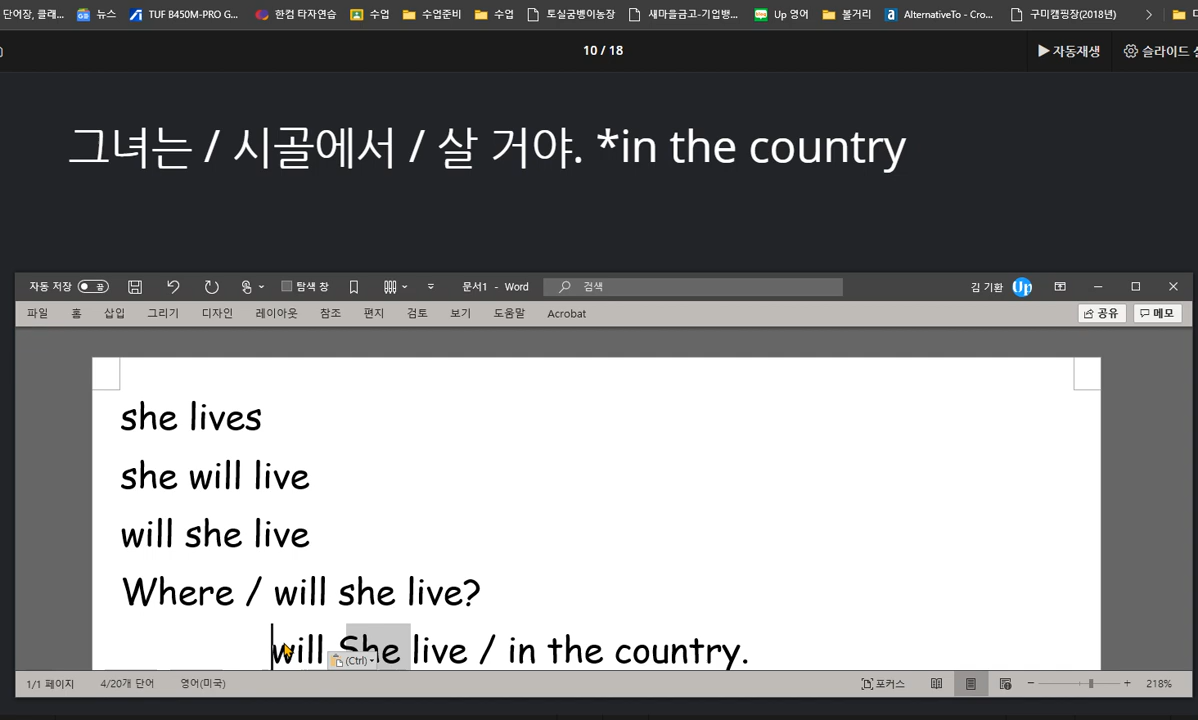 단어장, 클래... 뉴스 TUF B450M-PRO G... 한컴 타자연습 수업 수업준비 수업 토실굼벵이농장 새마을금고-기업뱅... Up 영어 볼거리 AlternativeTo - Cro... 구미캠핑장(2018년)
10 / 18 자동재생 슬라이드
그녀는 / 시골에서 / 살 거야. *in the country
자동 저장 끔 탐색 창 문서1 - Word 검색 김 기환 Up
파일 홈 삽입 그리기 디자인 레이아웃 참조 편지 검토 보기 도움말 Acrobat 공유 메모
she lives
she will live
will she live
Where / will she live?
will She live / in the country.
(Ctrl)
1/1 페이지 4/20개 단어 영어(미국) 포커스 218%